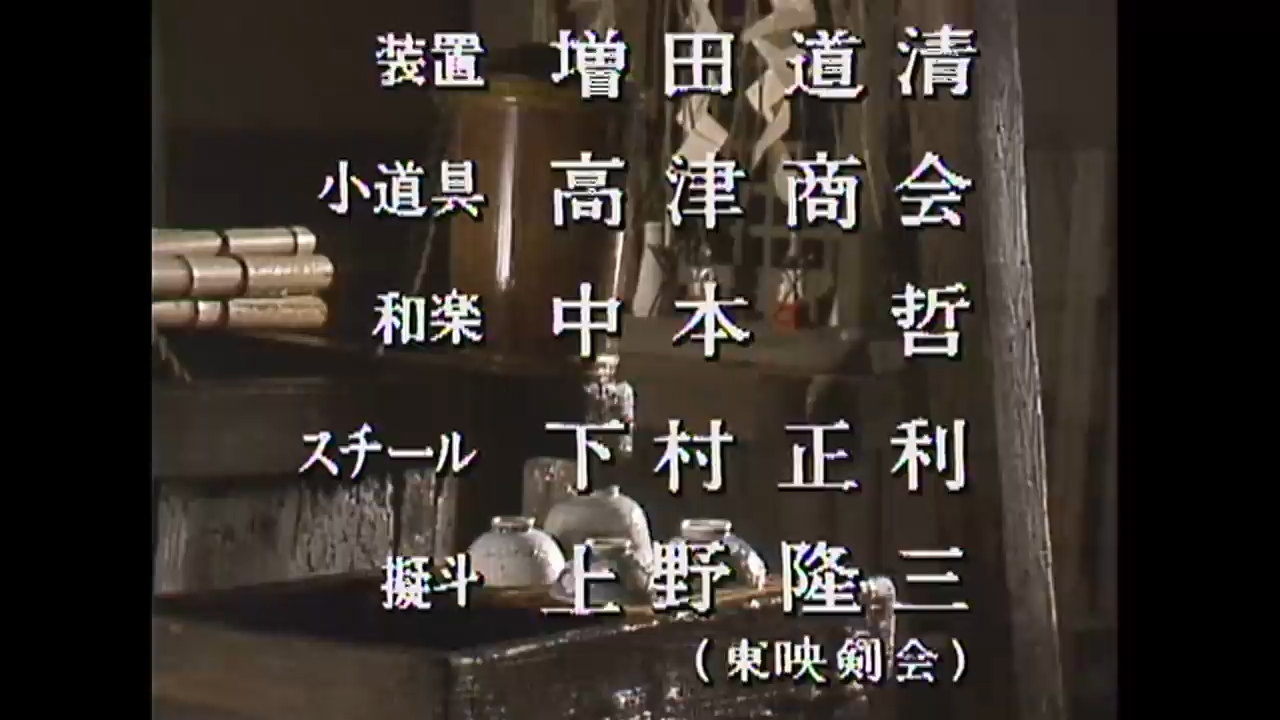 装置 増田道清
小道具 高津商会
和楽 中本 哲
スチール 下村正利
擬斗 上野隆三
(東映剣会)